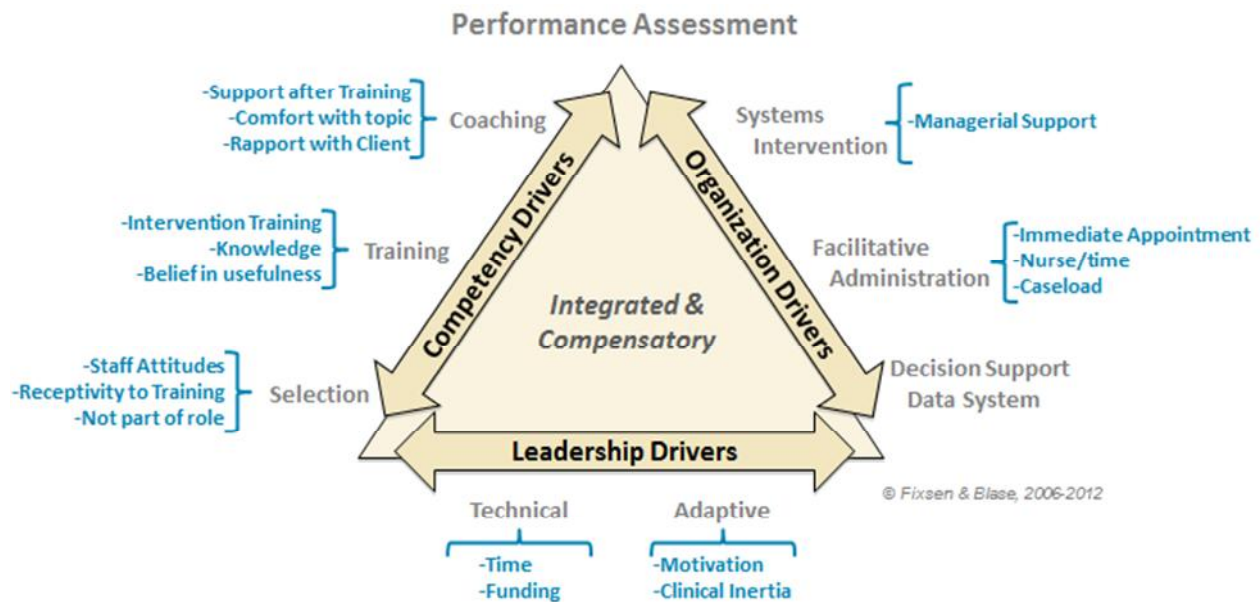 Performance Assessment
-Support after Training
-Comfort with topic
-Rapport with Client
Coaching
-Intervention Training
-Knowledge
-Belief in usefulness
Training
-Staff Attitudes
-Receptivity to Training
-Not part of role
Selection
Competency Drivers
Integrated &
Compensatory
Organization Drivers
Systems
Intervention
-Managerial Support
Facilitative
Administration
-Immediate Appointment
-Nurse/time
-Caseload
Decision Support
Data System
Leadership Drivers
© Fixsen & Blase, 2006-2012
Technical
-Time
-Funding
Adaptive
-Motivation
-Clinical Inertia